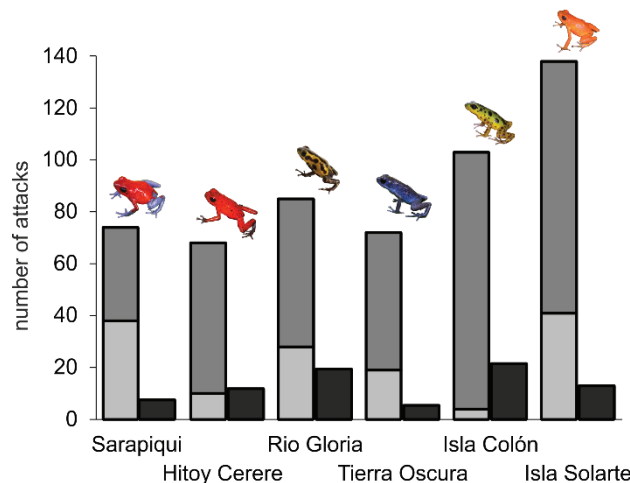 number of attacks
140
120
100
80
60
40
20
0
Sarapiqui
Hitoy Cerere
Rio Gloria
Tierra Oscura
Isla Colón
Isla Solarte